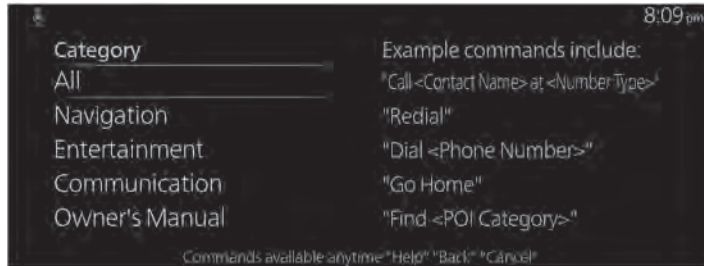 8:09 pm
Category
All
Navigation
Entertainment
Communication
Owner's Manual
Example commands include:
"Call <Contact Name> at <Number Type>"
"Redial"
"Dial <Phone Number>"
"Go Home"
"Find <POI Category>"
Commands available anytime "Help" "Back" "Cancel"